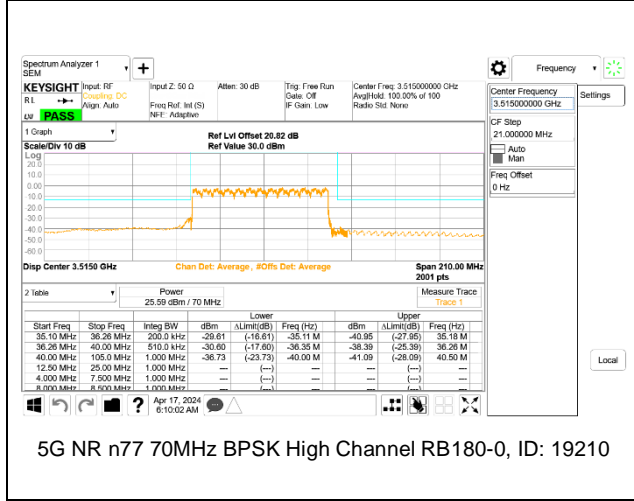 Spectrum Analyzer 1
SEM
Frequency
KEYSIGHT Input: RF Input Z: 50 Ω Atten: 30 dB Trig: Free Run Center Freq: 3.515000000 GHz
Coupling: DC Gate: Off Avg|Hold: 100.00% of 100
Align: Auto Freq Ref: Int (S) IF Gain: Low Radio Std: None
NFE: Adaptive
PASS
Center Frequency
3.515000000 GHz
Settings
CF Step
21.000000 MHz
Auto
Man
Freq Offset
0 Hz
1 Graph
Ref Lvl Offset 20.82 dB
Scale/Div 10 dB Ref Value 30.0 dBm
Log
20.0
10.0
0.00
-10.0
-20.0
-30.0
-40.0
-50.0
-60.0
Disp Center 3.5150 GHz Chan Det: Average , #Offs Det: Average Span 210.00 MHz
2001 pts
2 Table
Power
25.59 dBm / 70 MHz
Measure Trace
Trace 1
Lower Upper
Start Freq Stop Freq Integ BW dBm ΔLimit(dB) Freq (Hz) dBm ΔLimit(dB) Freq (Hz)
35.10 MHz 36.26 MHz 200.0 kHz -29.61 (-16.61) -35.11 M -40.95 (-27.95) 35.18 M
36.26 MHz 40.00 MHz 510.0 kHz -30.60 (-17.60) -36.35 M -38.39 (-25.39) 36.26 M
40.00 MHz 105.0 MHz 1.000 MHz -36.73 (-23.73) -40.00 M -41.09 (-28.09) 40.50 M
12.50 MHz 25.00 MHz 1.000 MHz --- (---) --- --- (---) ---
4.000 MHz 7.500 MHz 1.000 MHz --- (---) --- --- (---) ---
8.000 MHz 8.500 MHz 1.000 MHz --- (---) --- --- (---) ---
Local
Apr 17, 2024
6:10:02 AM
5G NR n77 70MHz BPSK High Channel RB180-0, ID: 19210